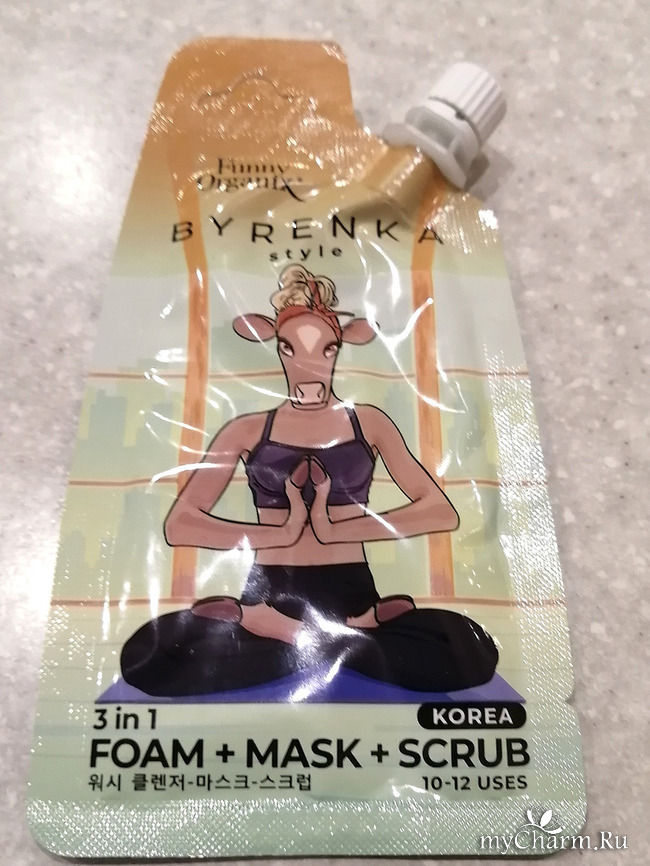 Funny
Organix
BYRENKA
style
3 in 1
KOREA
FOAM + MASK + SCRUB
워시 클렌저-마스크-스크럽
10-12 USES
myCharm.Ru